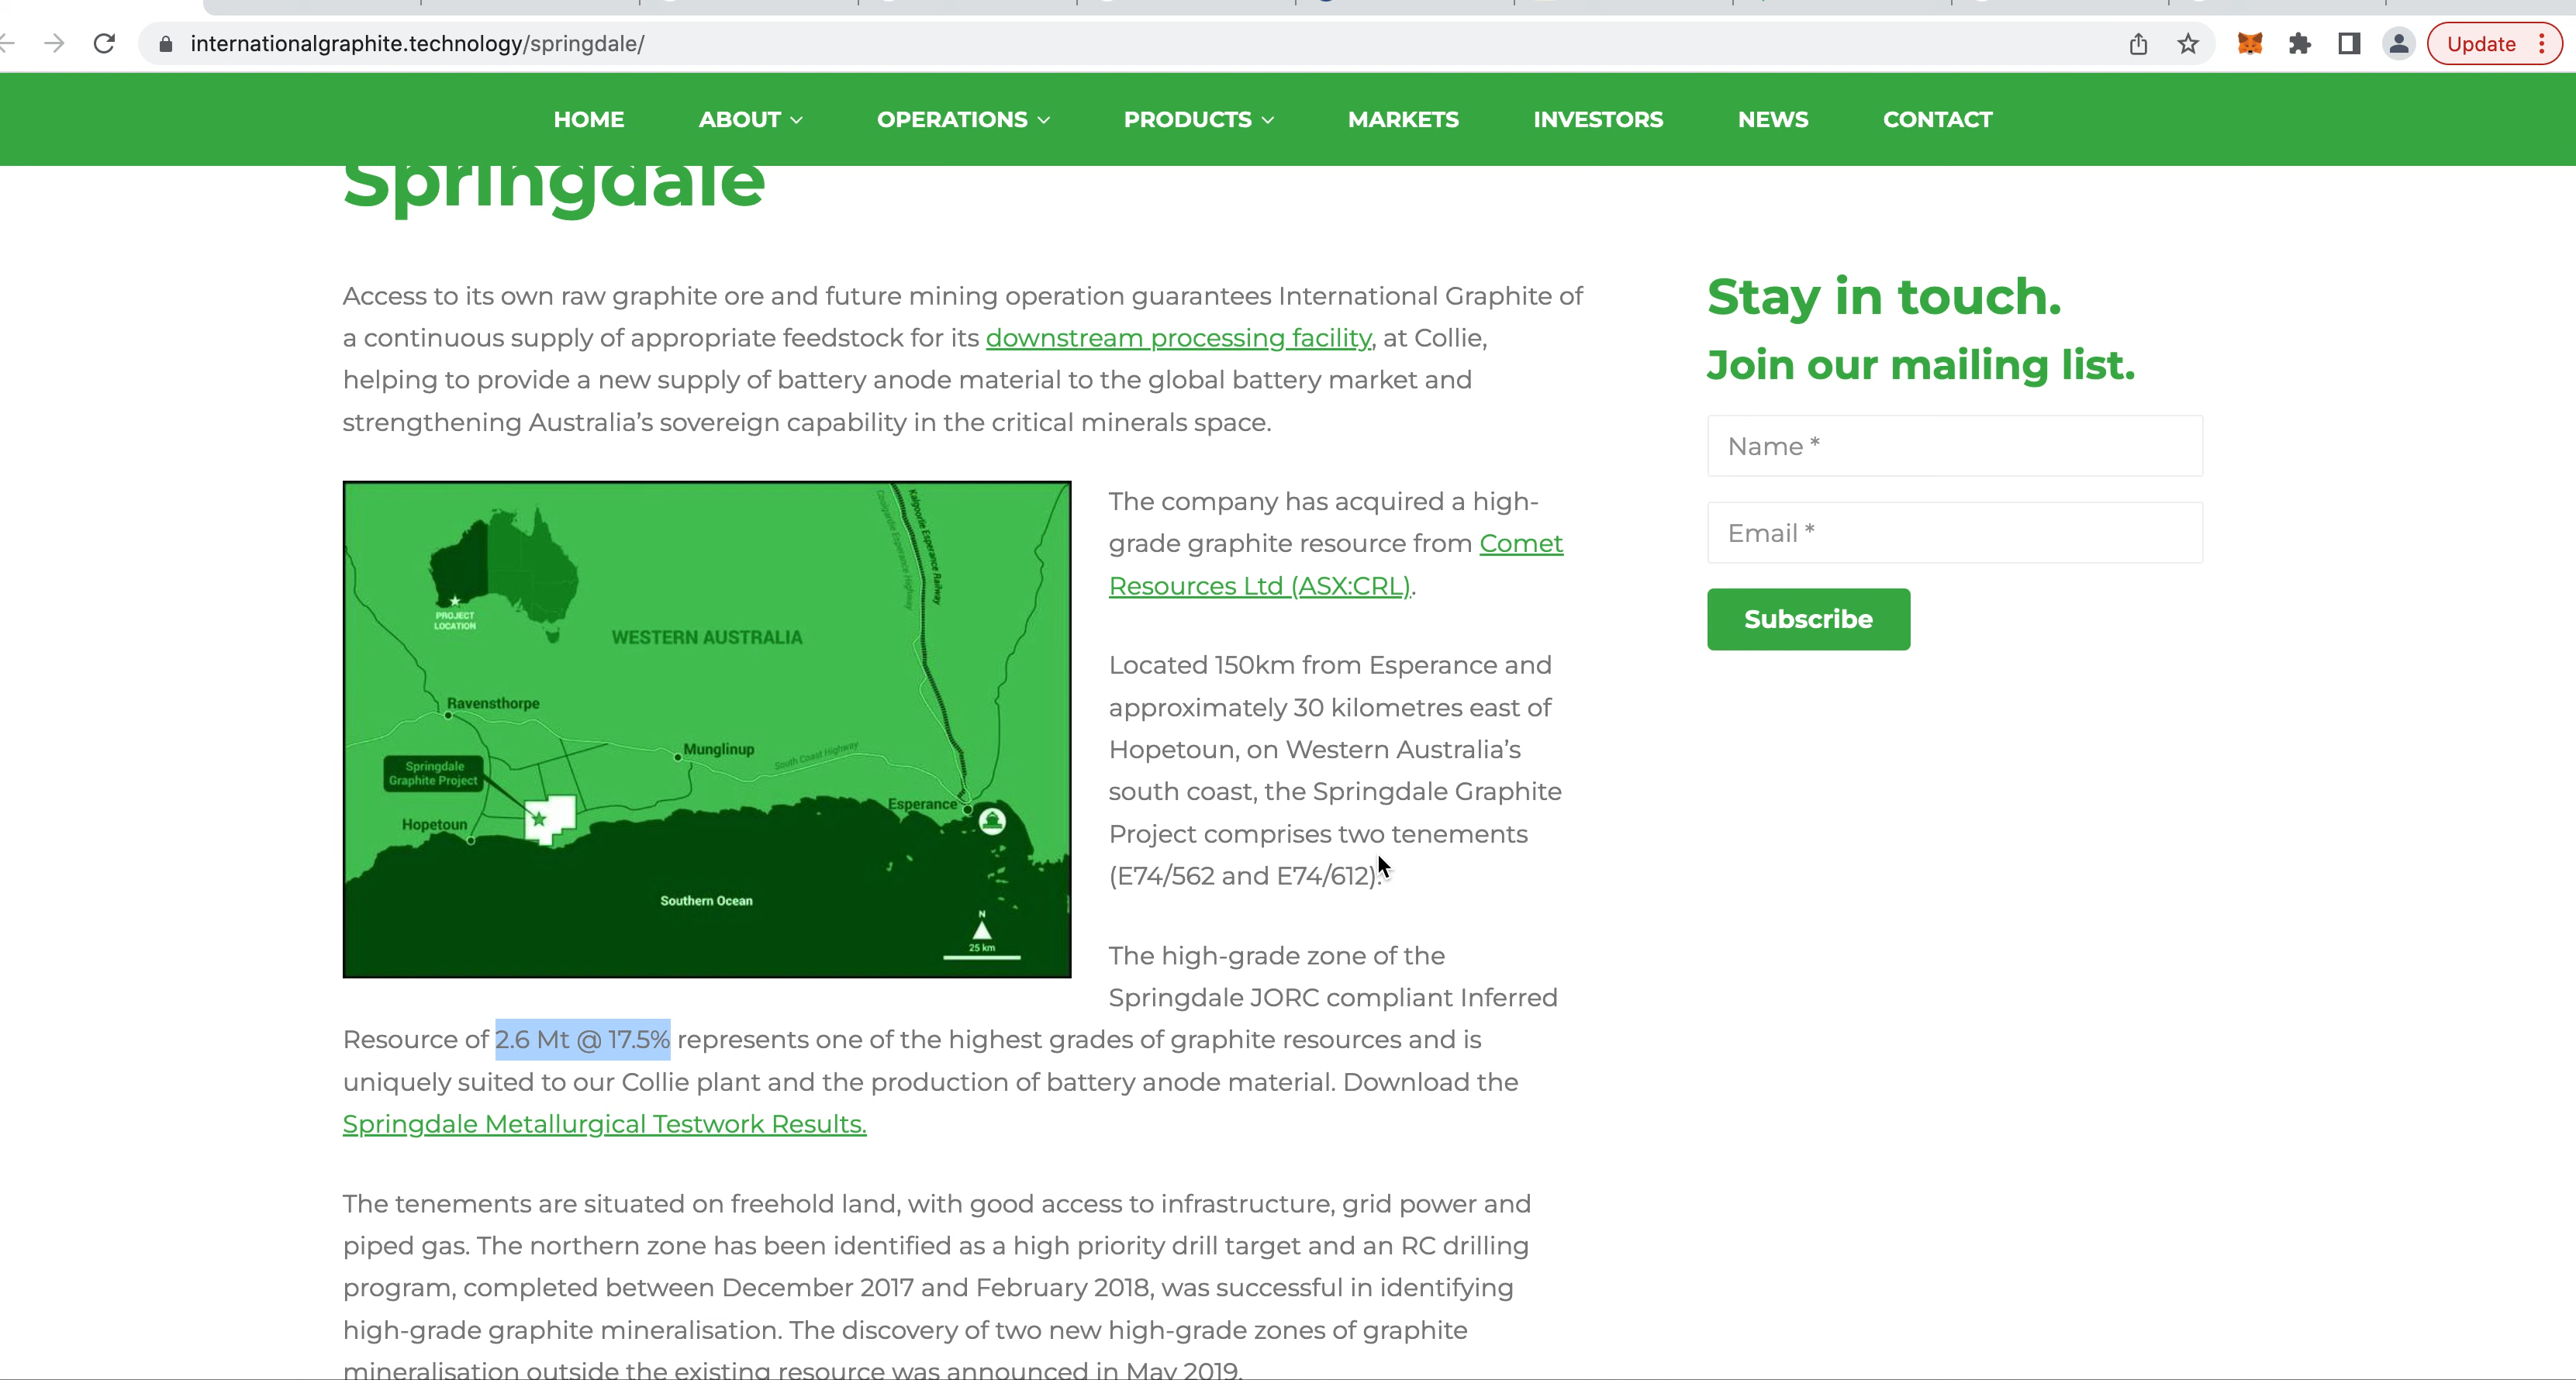 internationalgraphite.technology/springdale/
Update
HOME ABOUT OPERATIONS PRODUCTS MARKETS INVESTORS NEWS CONTACT
Springdale
Access to its own raw graphite ore and future mining operation guarantees International Graphite of
a continuous supply of appropriate feedstock for its downstream processing facility, at Collie,
helping to provide a new supply of battery anode material to the global battery market and
strengthening Australia’s sovereign capability in the critical minerals space.
Coolgardie Esperance Highway
Kalgoorlie Esperance Railway
PROJECT
LOCATION
WESTERN AUSTRALIA
Ravensthorpe
Munglinup
South Coast Highway
Springdale
Graphite Project
Esperance
Hopetoun
Southern Ocean
N
25 km
The company has acquired a high-
grade graphite resource from Comet
Resources Ltd (ASX:CRL).
Located 150km from Esperance and
approximately 30 kilometres east of
Hopetoun, on Western Australia’s
south coast, the Springdale Graphite
Project comprises two tenements
(E74/562 and E74/612).
The high-grade zone of the
Springdale JORC compliant Inferred
Resource of 2.6 Mt @ 17.5% represents one of the highest grades of graphite resources and is
uniquely suited to our Collie plant and the production of battery anode material. Download the
Springdale Metallurgical Testwork Results.
The tenements are situated on freehold land, with good access to infrastructure, grid power and
piped gas. The northern zone has been identified as a high priority drill target and an RC drilling
program, completed between December 2017 and February 2018, was successful in identifying
high-grade graphite mineralisation. The discovery of two new high-grade zones of graphite
mineralisation outside the existing resource was announced in May 2019.
Stay in touch.
Join our mailing list.
Name *
Email *
Subscribe